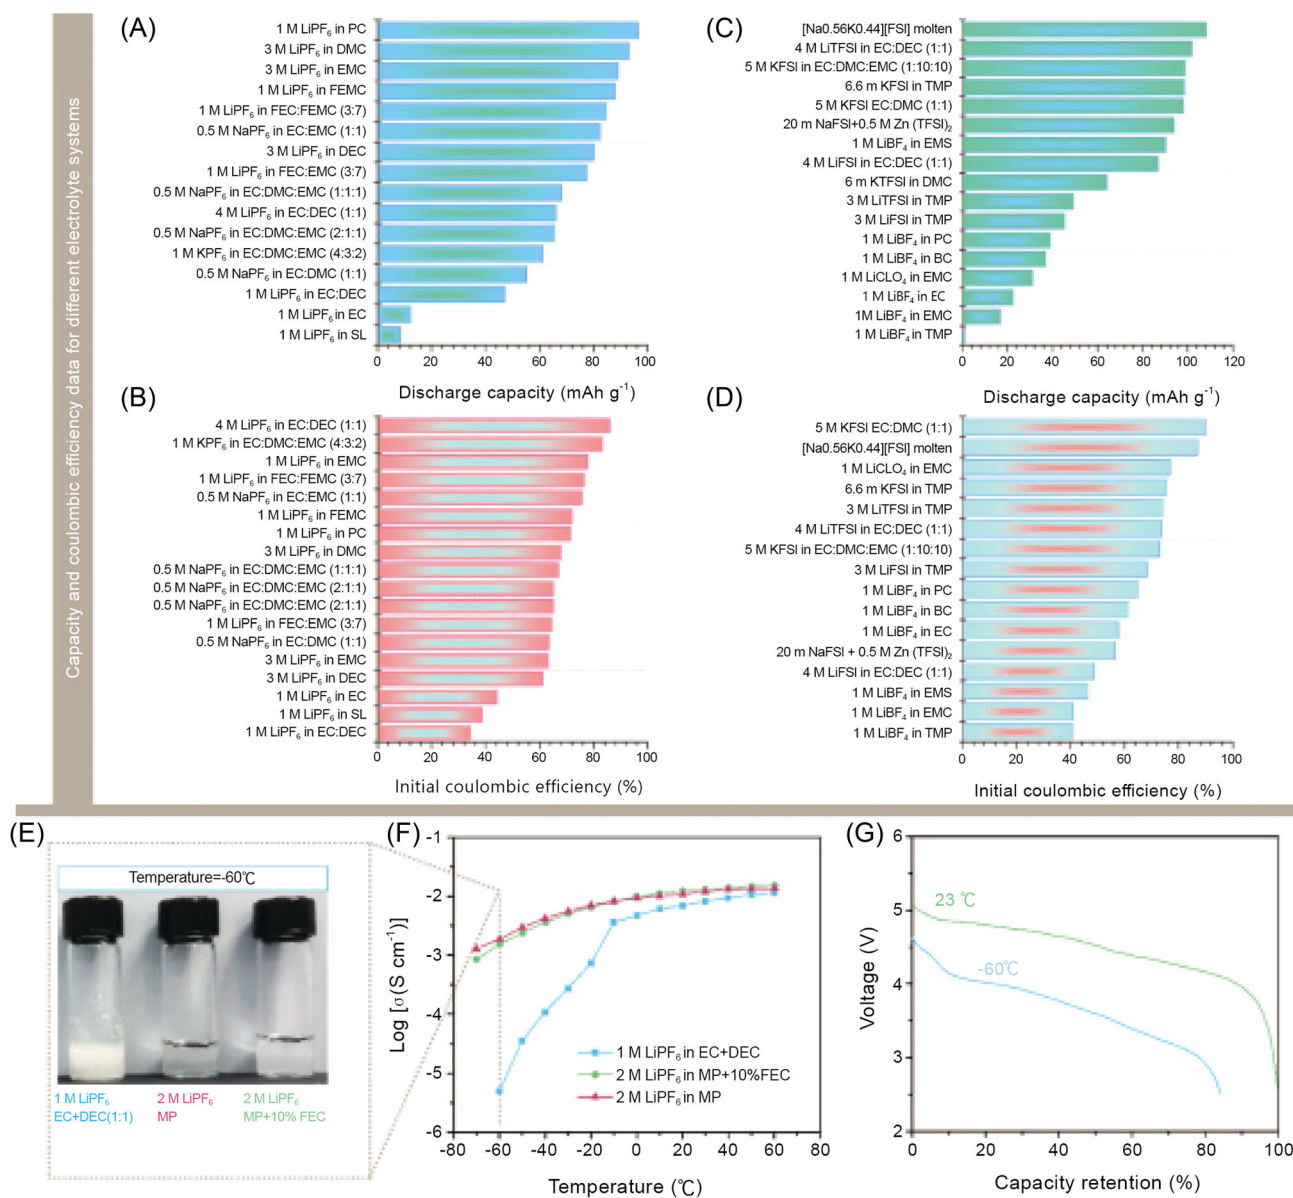 Capacity and coulombic efficiency data for different electrolyte systems
(A)
1 M LiPF₆ in PC
3 M LiPF₆ in DMC
3 M LiPF₆ in EMC
1 M LiPF₆ in FEMC
1 M LiPF₆ in FEC:FEMC (3:7)
0.5 M NaPF₆ in EC:EMC (1:1)
3 M LiPF₆ in DEC
1 M LiPF₆ in FEC:EMC (3:7)
0.5 M NaPF₆ in EC:DMC:EMC (1:1:1)
4 M LiPF₆ in EC:DEC (1:1)
0.5 M NaPF₆ in EC:DMC:EMC (2:1:1)
1 M KPF₆ in EC:DMC:EMC (4:3:2)
0.5 M NaPF₆ in EC:DMC (1:1)
1 M LiPF₆ in EC:DEC
1 M LiPF₆ in EC
1 M LiPF₆ in SL
0 20 40 60 80 100
Discharge capacity (mAh g⁻¹)
(C)
[Na0.56K0.44][FSI] molten
4 M LiTFSI in EC:DEC (1:1)
5 M KFSI in EC:DMC:EMC (1:10:10)
6.6 m KFSI in TMP
5 M KFSI EC:DMC (1:1)
20 m NaFSI+0.5 M Zn (TFSI)₂
1 M LiBF₄ in EMS
4 M LiFSI in EC:DEC (1:1)
6 m KTFSI in DMC
3 M LiTFSI in TMP
3 M LiFSI in TMP
1 M LiBF₄ in PC
1 M LiBF₄ in BC
1 M LiCLO₄ in EMC
1 M LiBF₄ in EC
1M LiBF₄ in EMC
1 M LiBF₄ in TMP
0 20 40 60 80 100 120
Discharge capacity (mAh g⁻¹)
(B)
4 M LiPF₆ in EC:DEC (1:1)
1 M KPF₆ in EC:DMC:EMC (4:3:2)
1 M LiPF₆ in EMC
1 M LiPF₆ in FEC:FEMC (3:7)
0.5 M NaPF₆ in EC:EMC (1:1)
1 M LiPF₆ in FEMC
1 M LiPF₆ in PC
3 M LiPF₆ in DMC
0.5 M NaPF₆ in EC:DMC:EMC (1:1:1)
0.5 M NaPF₆ in EC:DMC:EMC (2:1:1)
0.5 M NaPF₆ in EC:DMC:EMC (2:1:1)
1 M LiPF₆ in FEC:EMC (3:7)
0.5 M NaPF₆ in EC:DMC (1:1)
3 M LiPF₆ in EMC
3 M LiPF₆ in DEC
1 M LiPF₆ in EC
1 M LiPF₆ in SL
1 M LiPF₆ in EC:DEC
0 20 40 60 80 100
Initial coulombic efficiency (%)
(D)
5 M KFSI EC:DMC (1:1)
[Na0.56K0.44][FSI] molten
1 M LiCLO₄ in EMC
6.6 m KFSI in TMP
3 M LiTFSI in TMP
4 M LiTFSI in EC:DEC (1:1)
5 M KFSI in EC:DMC:EMC (1:10:10)
3 M LiFSI in TMP
1 M LiBF₄ in PC
1 M LiBF₄ in BC
1 M LiBF₄ in EC
20 m NaFSI + 0.5 M Zn (TFSI)₂
4 M LiFSI in EC:DEC (1:1)
1 M LiBF₄ in EMS
1 M LiBF₄ in EMC
1 M LiBF₄ in TMP
0 20 40 60 80 100
Initial coulombic efficiency (%)
(E)
Temperature=-60℃
1 M LiPF₆
EC+DEC(1:1)
2 M LiPF₆
MP
2 M LiPF₆
MP+10% FEC
(F)
-1
-2
-3
-4
-5
-6
Log [σ(S cm⁻¹)]
1 M LiPF₆ in EC+DEC
2 M LiPF₆ in MP+10%FEC
2 M LiPF₆ in MP
-80 -60 -40 -20 0 20 40 60 80
Temperature (℃)
(G)
6
5
4
3
2
Voltage (V)
23 ℃
-60℃
0 20 40 60 80 100
Capacity retention (%)